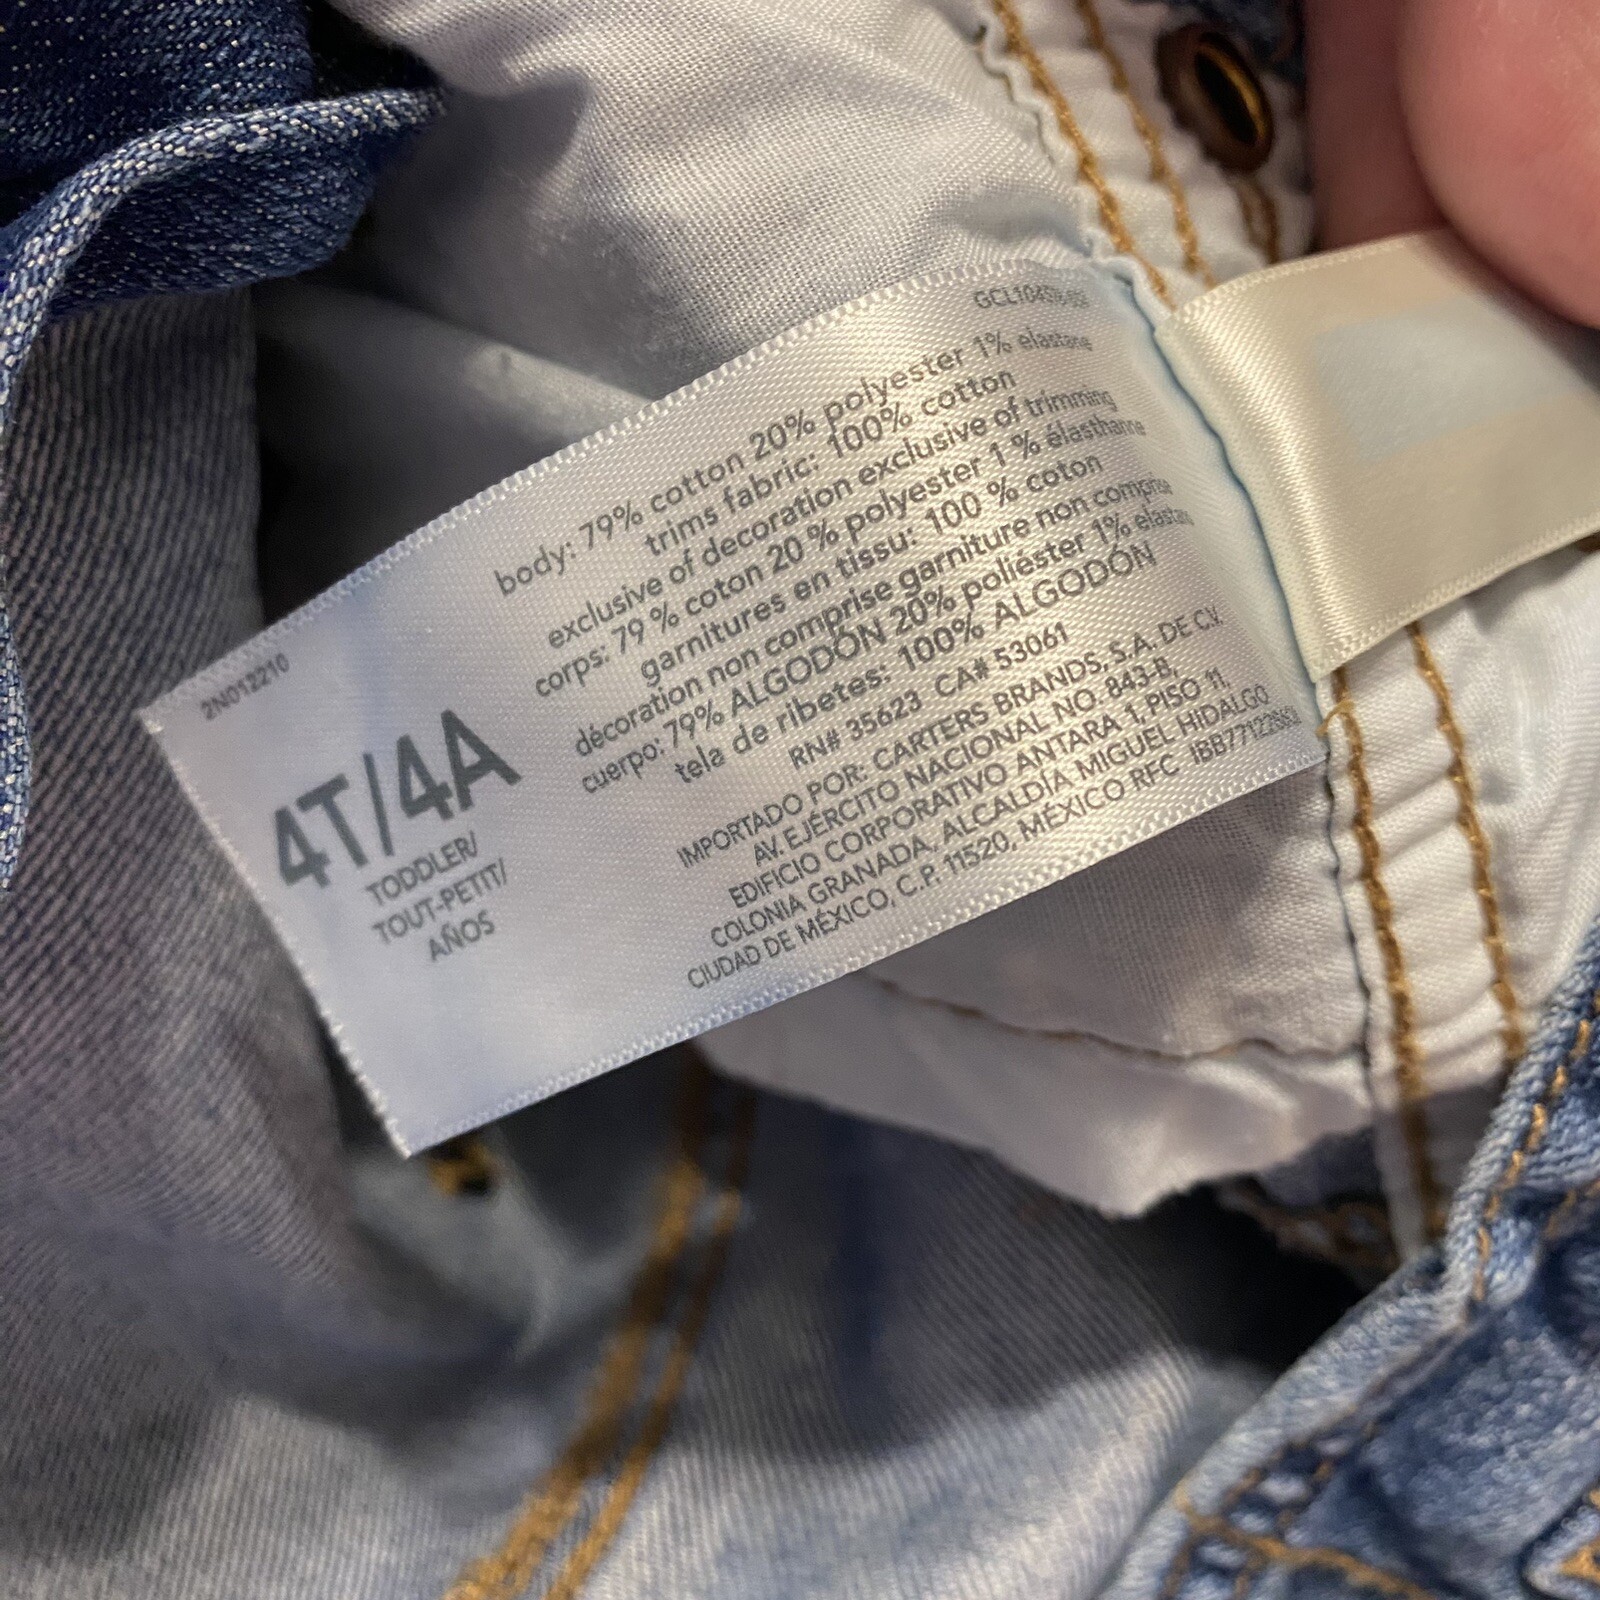 body: 79% cotton 20% polyester 1% elastane
trims fabric: 100% cotton
exclusive of decoration exclusive of trimming
corps: 79 % coton 20 % polyester 1 % élasthanne
garnitures en tissu: 100 % coton
décoration non comprise garniture non comprise
cuerpo: 79% ALGODÓN 20% poliéster 1% elastano
tela de ribetes: 100% ALGODÓN
RN# 35623 CA# 53061
IMPORTADO POR: CARTERS BRANDS, S.A. DE C.V.
AV. EJÉRCITO NACIONAL NO. 843-B,
EDIFICIO CORPORATIVO ANTARA 1, PISO 11,
COLONIA GRANADA, ALCALDÍA MIGUEL HIDALGO
CIUDAD DE MÉXICO, C.P. 11520, MÉXICO RFC
2N012210
4T/4A
TODDLER/
TOUT-PETIT/
AÑOS